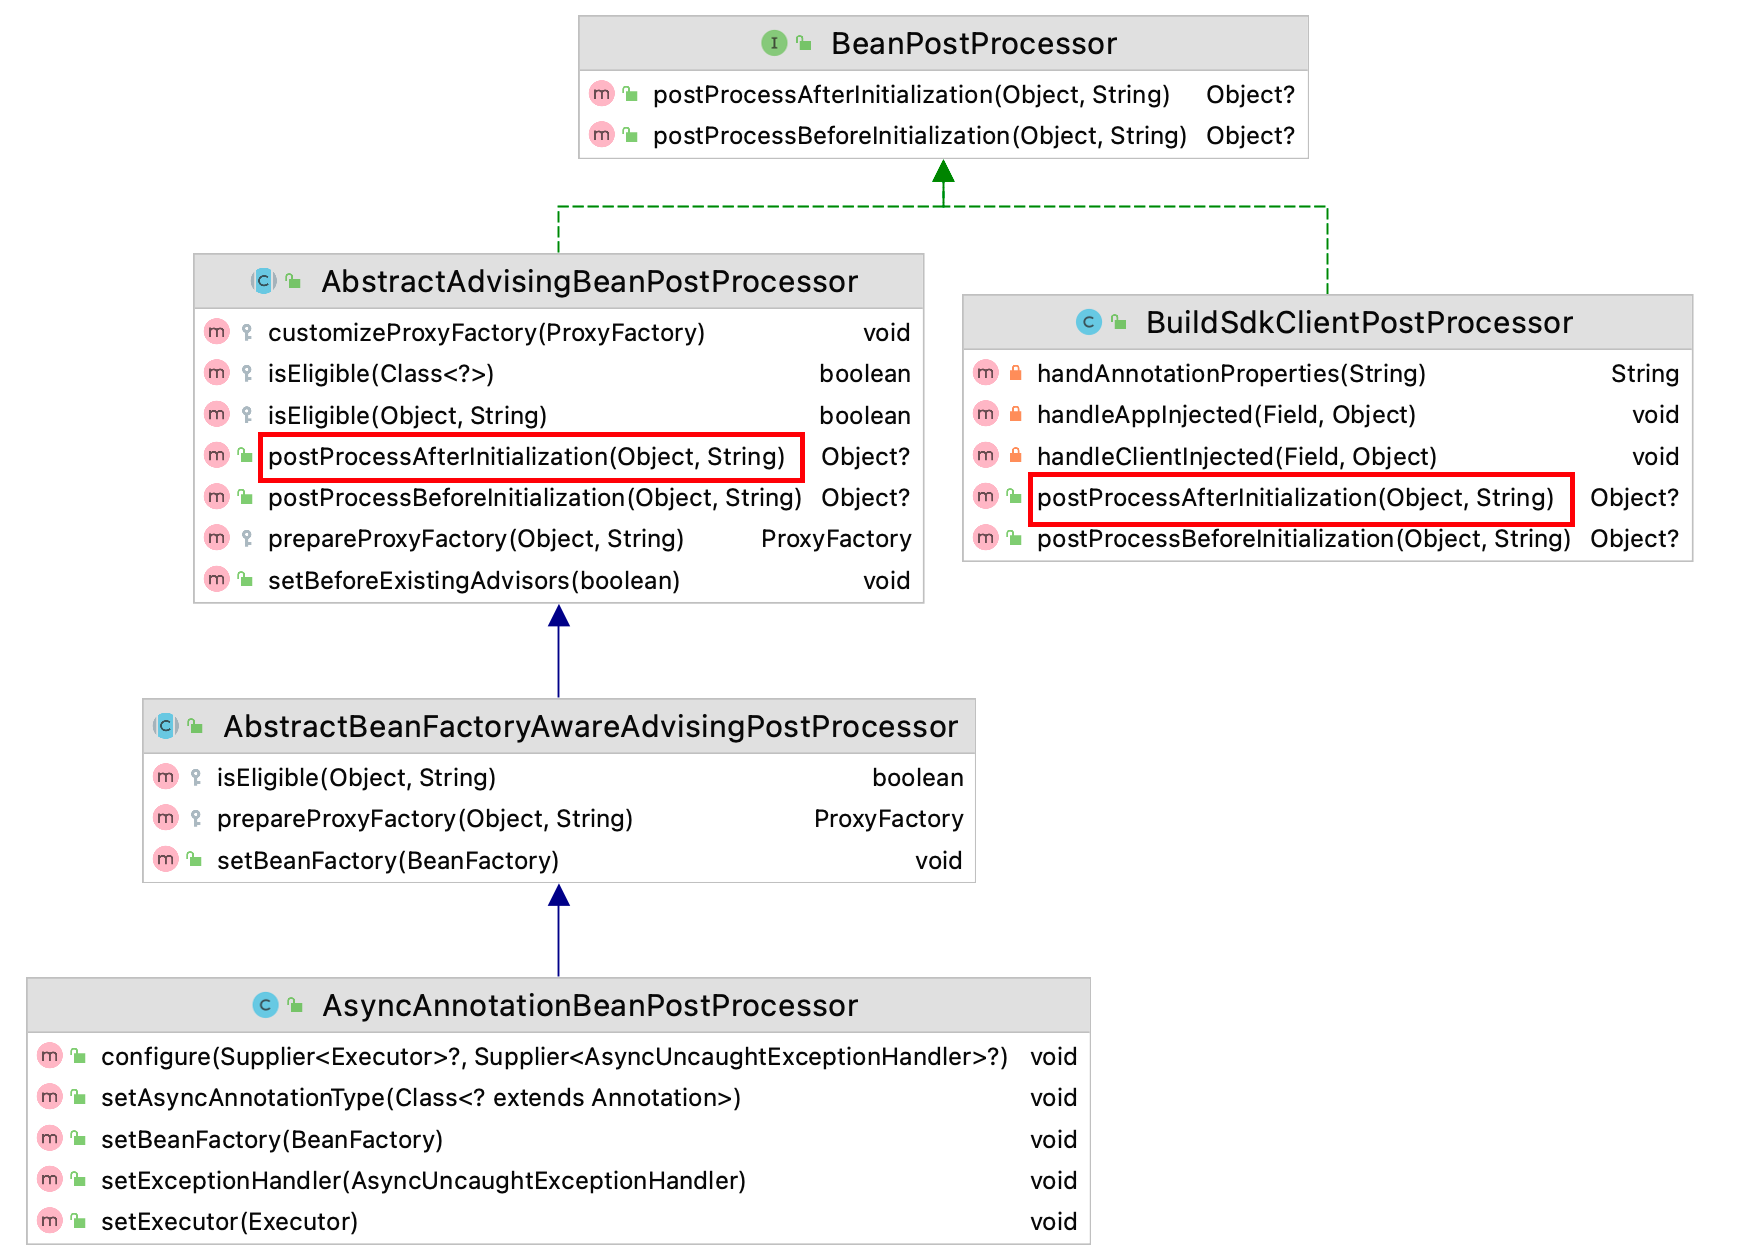 BeanPostProcessor
postProcessAfterInitialization(Object, String) Object?
postProcessBeforeInitialization(Object, String) Object?
AbstractAdvisingBeanPostProcessor
customizeProxyFactory(ProxyFactory) void
isEligible(Class<?>) boolean
isEligible(Object, String) boolean
postProcessAfterInitialization(Object, String) Object?
postProcessBeforeInitialization(Object, String) Object?
prepareProxyFactory(Object, String) ProxyFactory
setBeforeExistingAdvisors(boolean) void
BuildSdkClientPostProcessor
handAnnotationProperties(String) String
handleAppInjected(Field, Object) void
handleClientInjected(Field, Object) void
postProcessAfterInitialization(Object, String) Object?
postProcessBeforeInitialization(Object, String) Object?
AbstractBeanFactoryAwareAdvisingPostProcessor
isEligible(Object, String) boolean
prepareProxyFactory(Object, String) ProxyFactory
setBeanFactory(BeanFactory) void
AsyncAnnotationBeanPostProcessor
configure(Supplier<Executor>?, Supplier<AsyncUncaughtExceptionHandler>?) void
setAsyncAnnotationType(Class<? extends Annotation>) void
setBeanFactory(BeanFactory) void
setExceptionHandler(AsyncUncaughtExceptionHandler) void
setExecutor(Executor) void